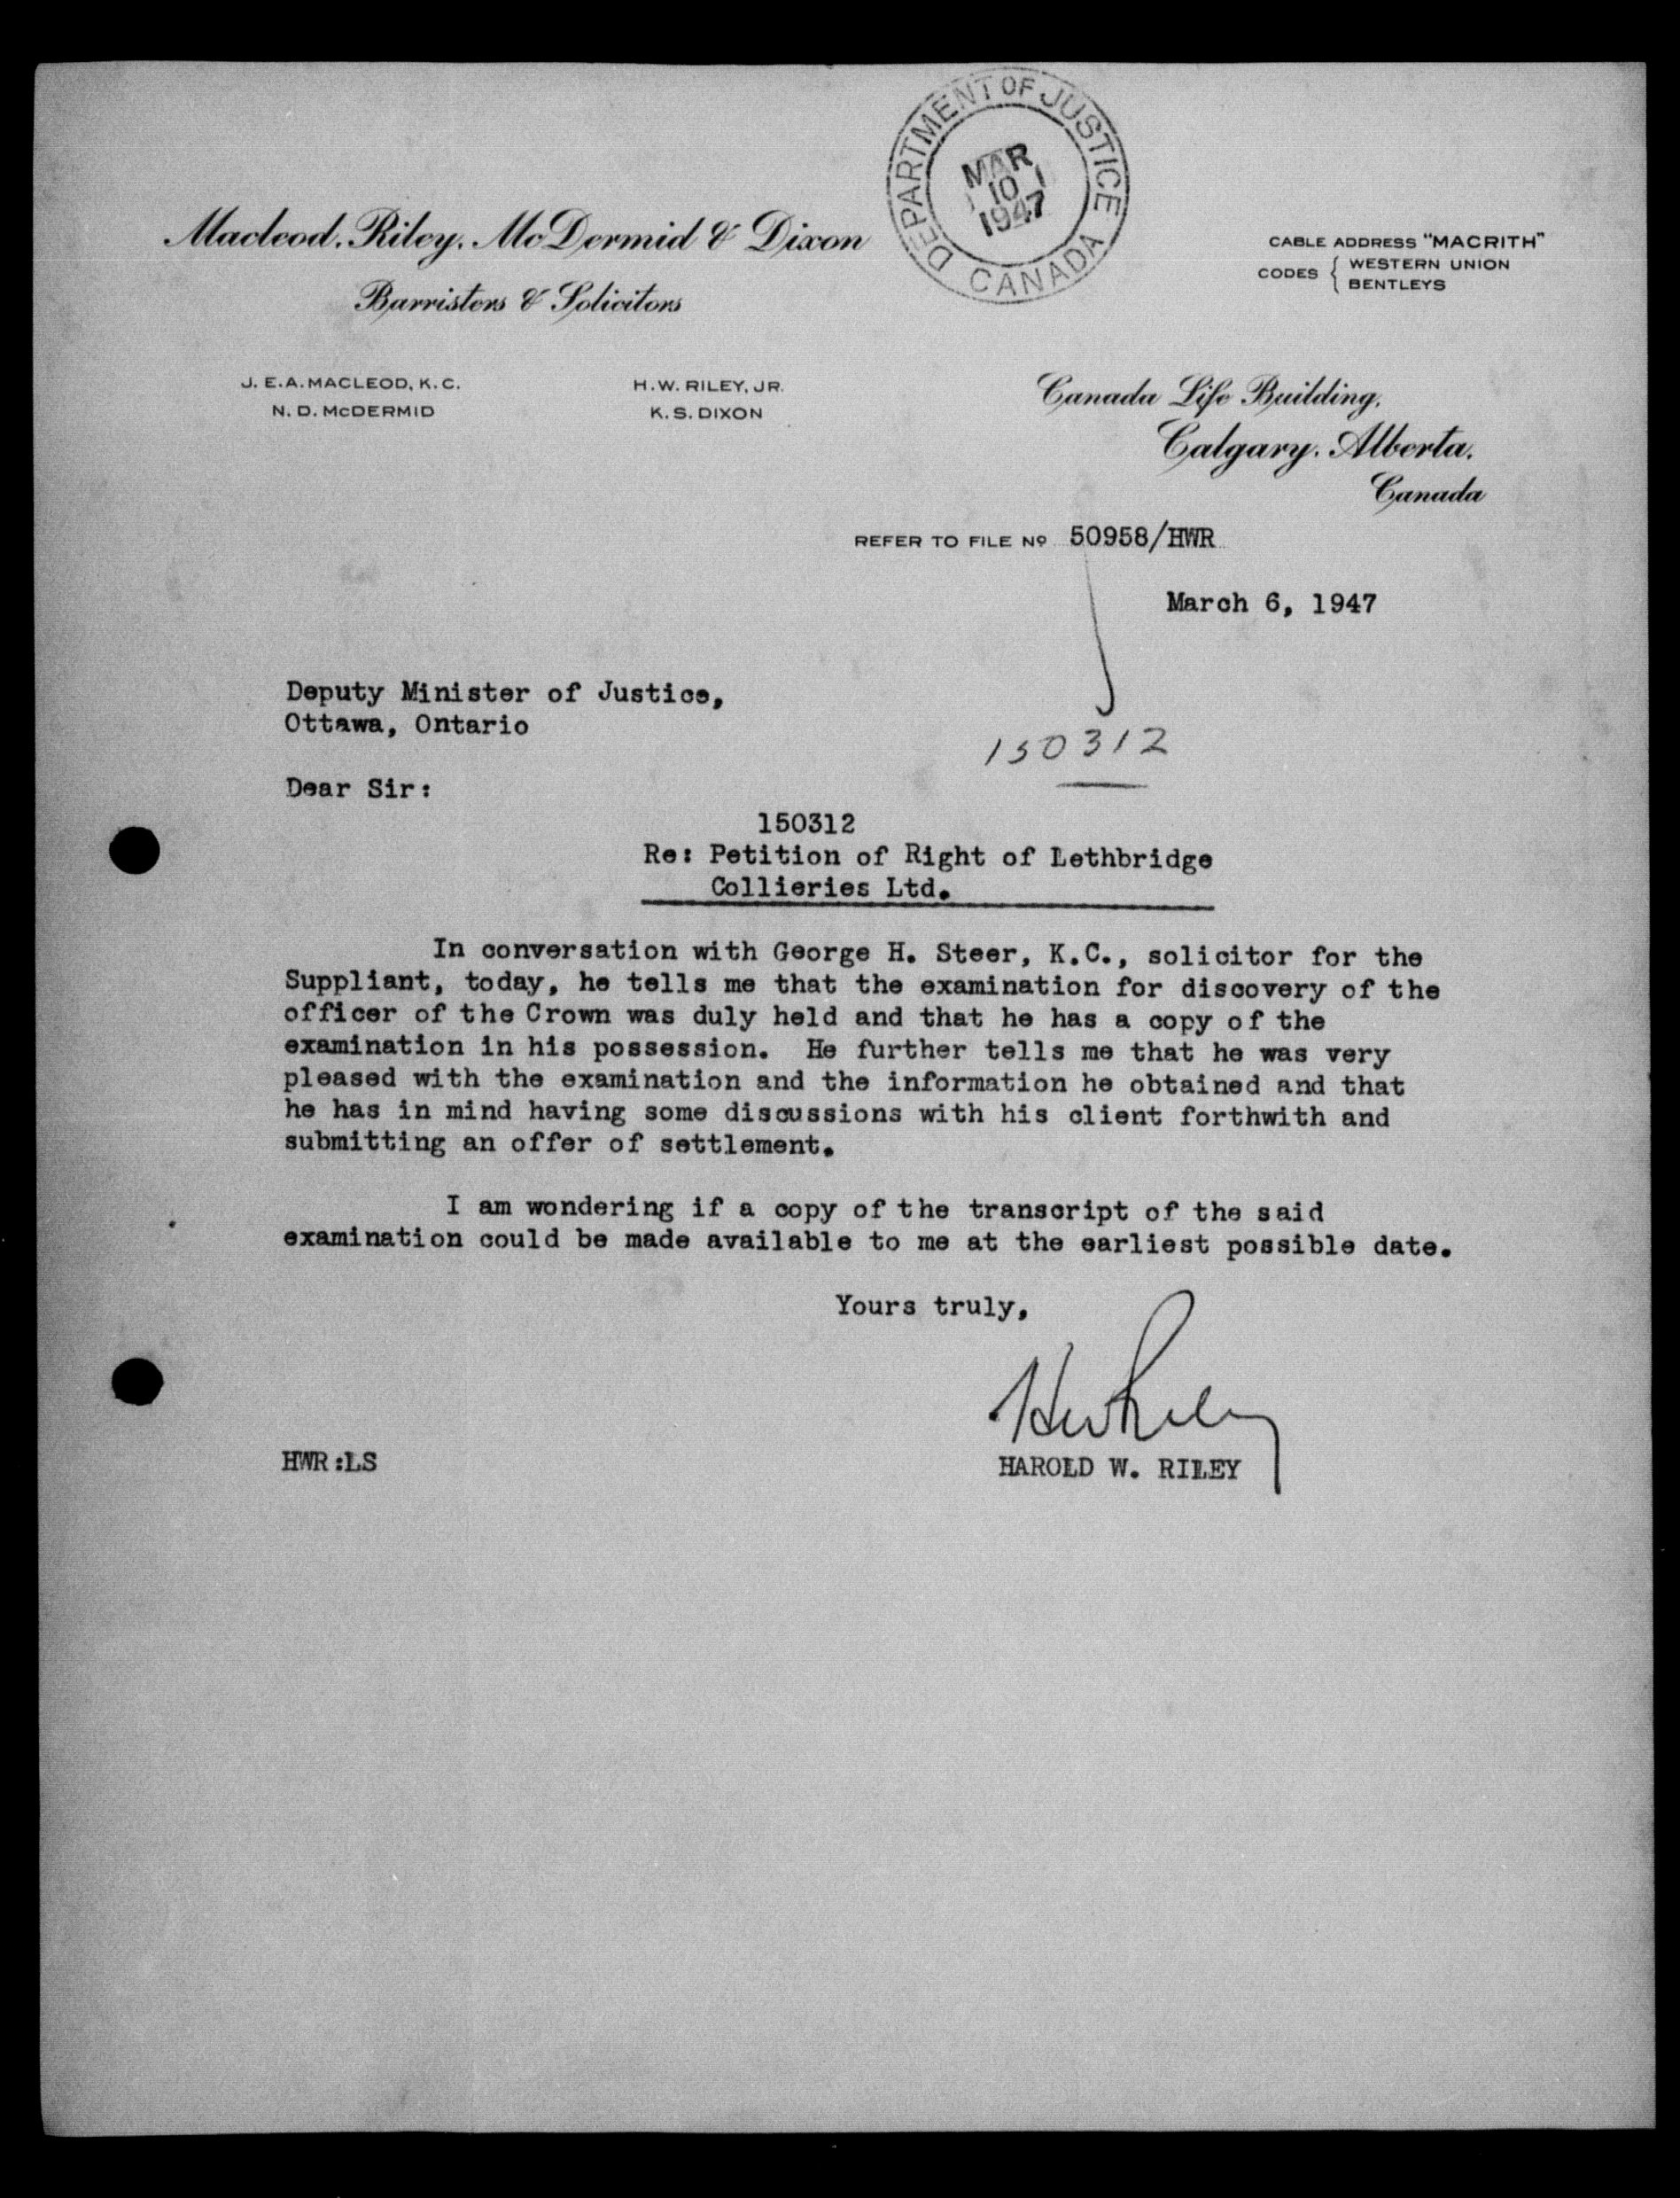 DEPARTMENT OF JUSTICE
CANADA
MAR
10
1947
Macleod, Riley, McDermid & Dixon
Barristers & Solicitors
CABLE ADDRESS "MACRITH"
CODES { WESTERN UNION
BENTLEYS
J. E. A. MACLEOD, K. C.
N. D. McDERMID
H. W. RILEY, JR.
K. S. DIXON
Canada Life Building,
Calgary, Alberta,
Canada
REFER TO FILE No 50958/HWR
March 6, 1947
Deputy Minister of Justice,
Ottawa, Ontario
150312
Dear Sir:
150312
Re: Petition of Right of Lethbridge
Collieries Ltd.
In conversation with George H. Steer, K.C., solicitor for the
Suppliant, today, he tells me that the examination for discovery of the
officer of the Crown was duly held and that he has a copy of the
examination in his possession. He further tells me that he was very
pleased with the examination and the information he obtained and that
he has in mind having some discussions with his client forthwith and
submitting an offer of settlement.
I am wondering if a copy of the transcript of the said
examination could be made available to me at the earliest possible date.
Yours truly,
HWRiley
HAROLD W. RILEY
HWR:LS